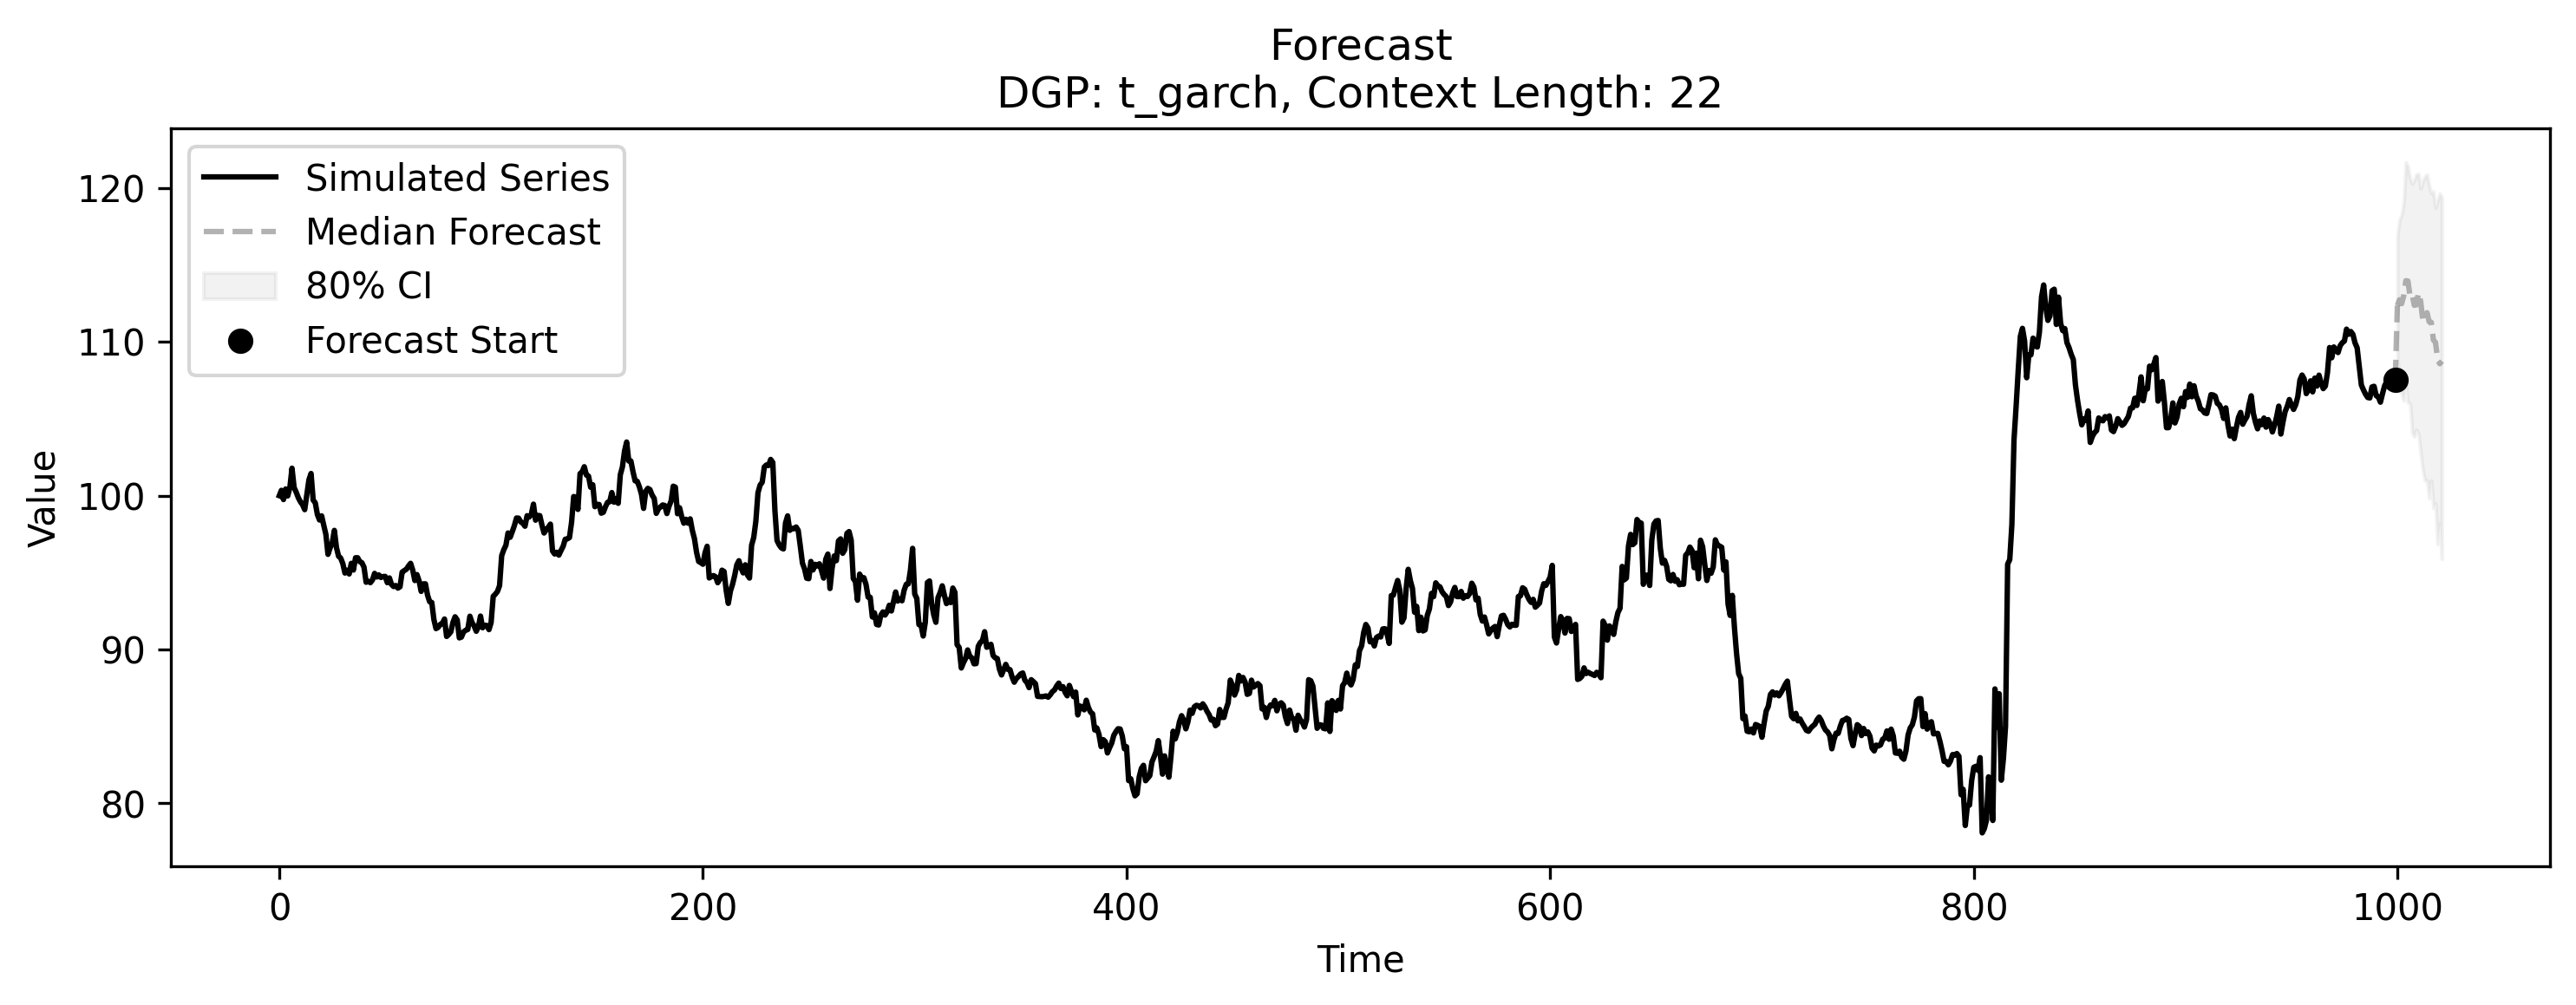 Forecast
DGP: t_garch, Context Length: 22
Simulated Series
Median Forecast
80% CI
Forecast Start
Value
120
110
100
90
80
0
200
400
600
800
1000
Time